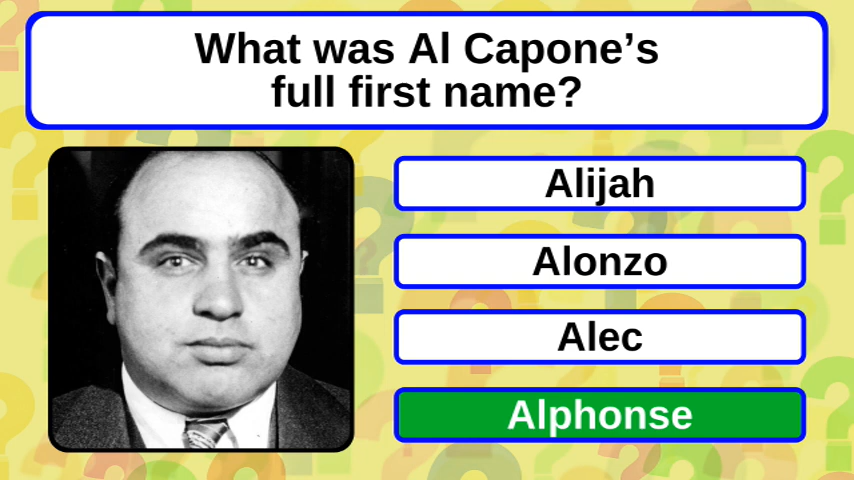 What was Al Capone’s
full first name?
Alijah
Alonzo
Alec
Alphonse